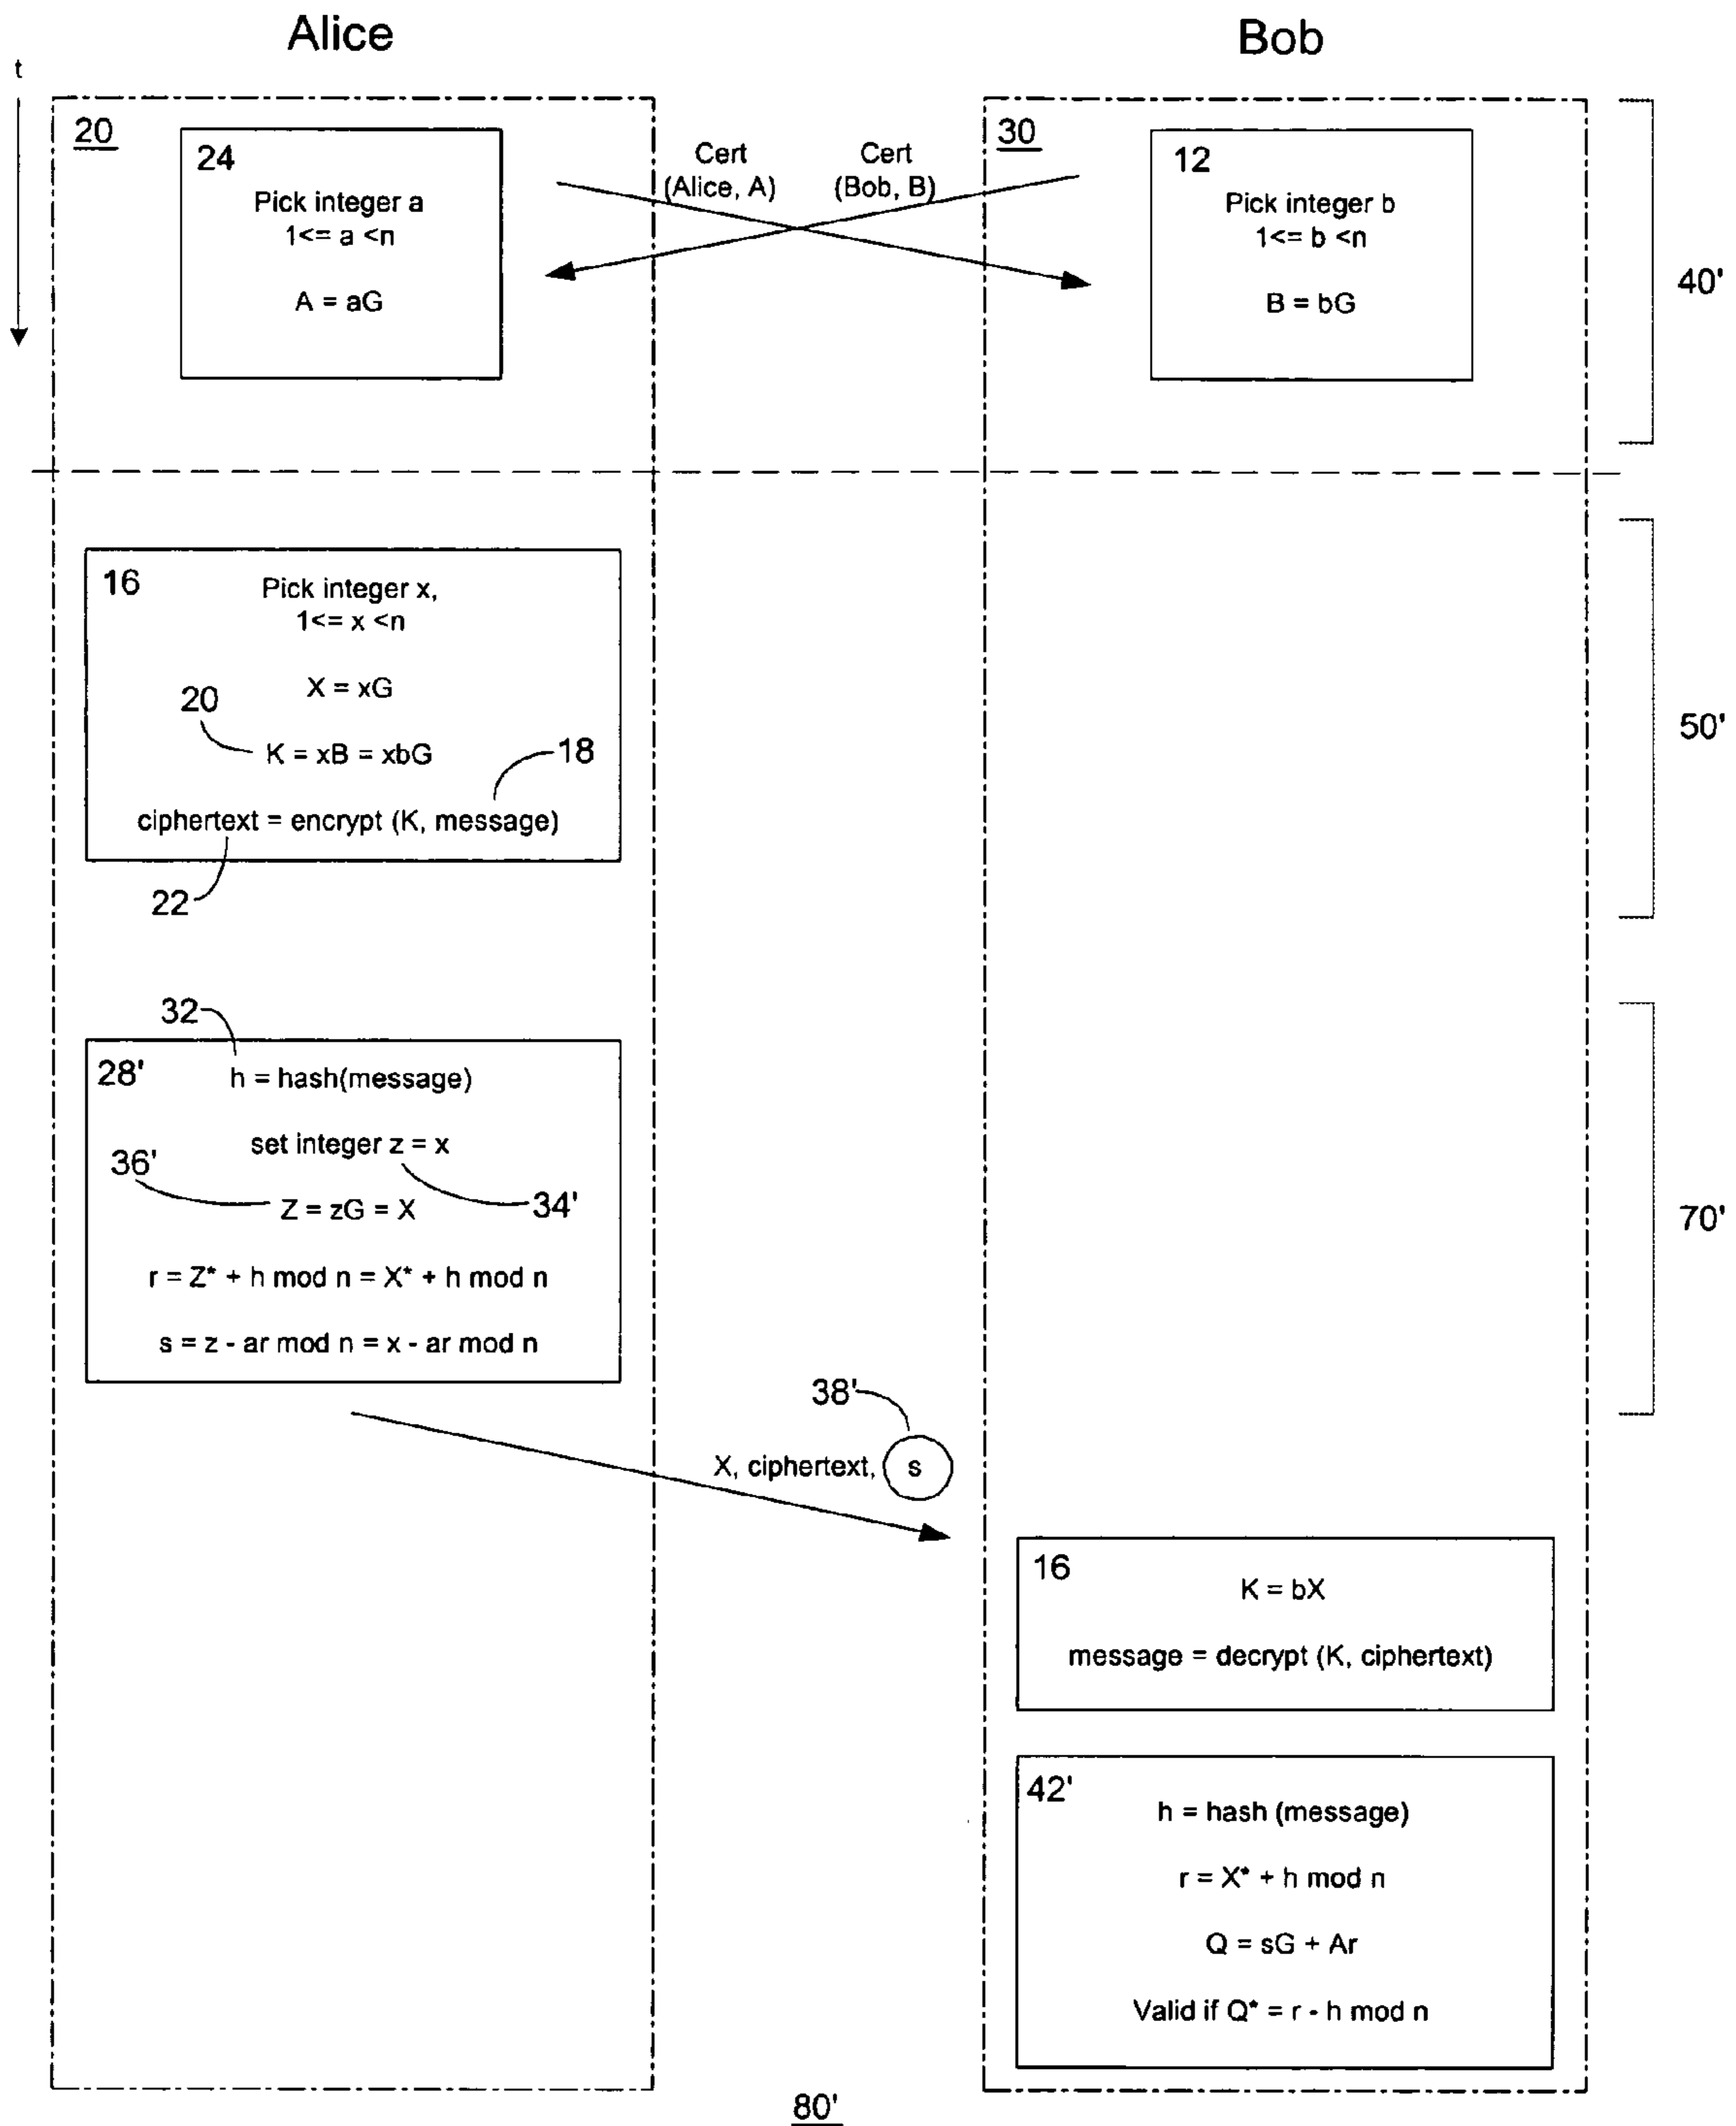 Alice
Bob
t
20
24
Pick integer a
1<= a <n
A = aG
Cert
(Alice, A)
Cert
(Bob, B)
30
12
Pick integer b
1<= b <n
B = bG
40'
16
Pick integer x,
1<= x <n
X = xG
20
K = xB = xbG
18
ciphertext = encrypt (K, message)
22
50'
32
28'
h = hash(message)
set integer z = x
36'
34'
Z = zG = X
r = Z* + h mod n = X* + h mod n
s = z - ar mod n = x - ar mod n
70'
38'
X, ciphertext, s
16
K = bX
message = decrypt (K, ciphertext)
42'
h = hash (message)
r = X* + h mod n
Q = sG + Ar
Valid if Q* = r - h mod n
80'